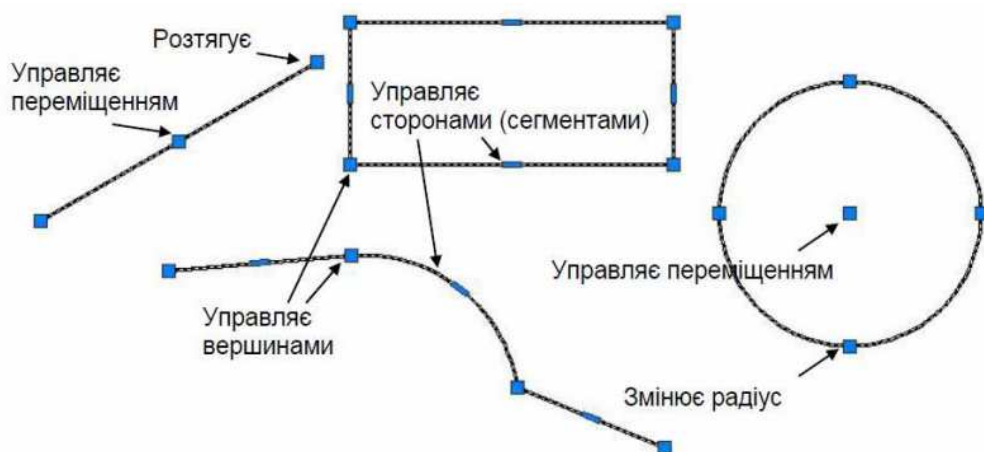 Розтягує
Управляє
переміщенням
Управляє
сторонами (сегментами)
Управляє переміщенням
Управляє
вершинами
Змінює радіус